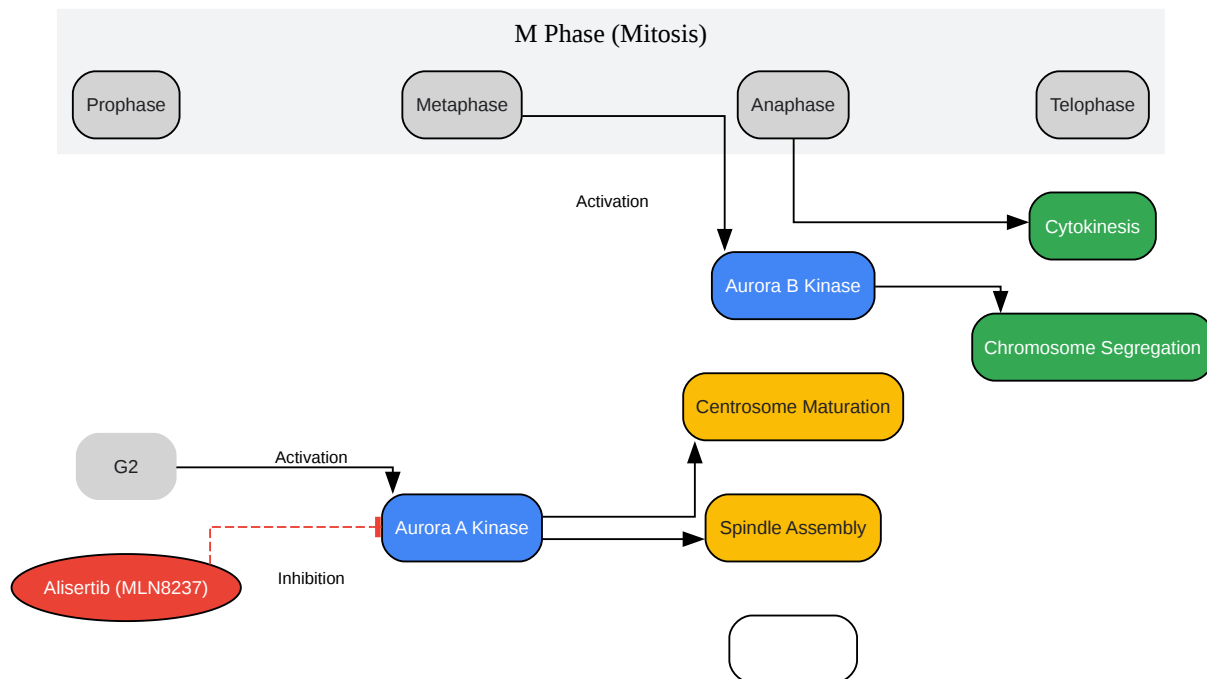 M Phase (Mitosis)
Prophase
Metaphase
Anaphase
Telophase
Activation
Cytokinesis
Aurora B Kinase
Chromosome Segregation
Centrosome Maturation
G2
Activation
Aurora A Kinase
Spindle Assembly
Alisertib (MLN8237)
Inhibition